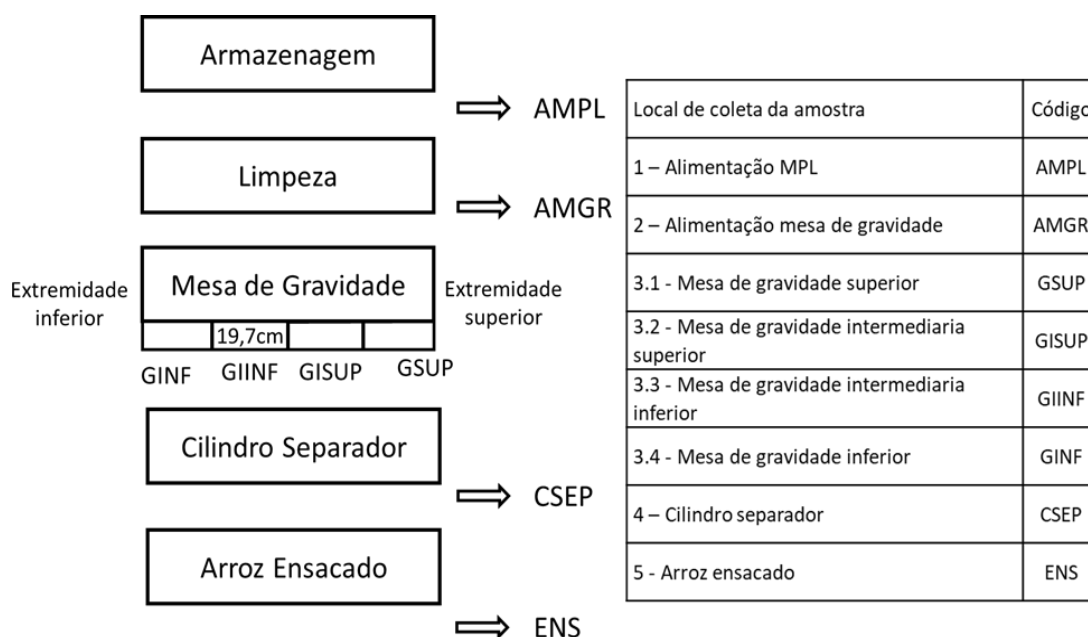 Armazenagem
AMPL
Limpeza
AMGR
Extremidade
inferior
Mesa de Gravidade
Extremidade
superior
19,7cm
GINF GIINF GISUP GSUP
Cilindro Separador
CSEP
Arroz Ensacado
ENS
Local de coleta da amostra Código
1 – Alimentação MPL AMPL
2 – Alimentação mesa de gravidade AMGR
3.1 - Mesa de gravidade superior GSUP
3.2 - Mesa de gravidade intermediaria
superior GISUP
3.3 - Mesa de gravidade intermediaria
inferior GIINF
3.4 - Mesa de gravidade inferior GINF
4 – Cilindro separador CSEP
5 - Arroz ensacado ENS